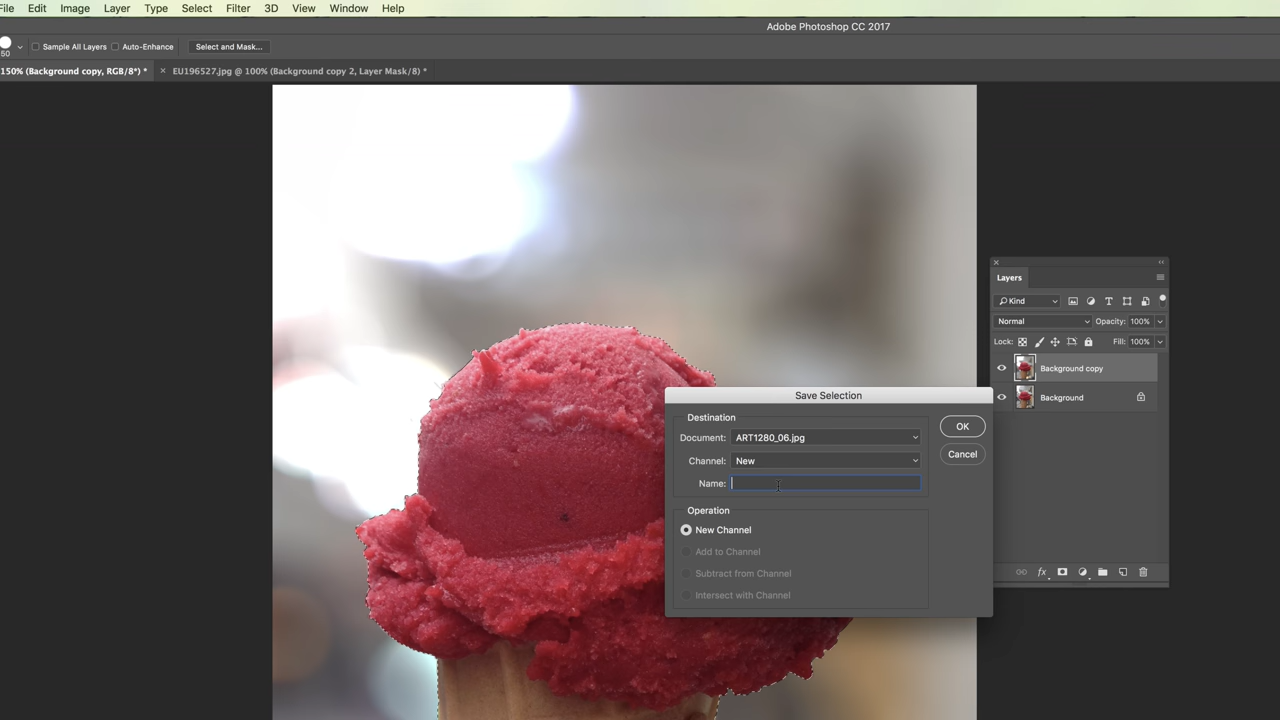 File Edit Image Layer Type Select Filter 3D View Window Help
Adobe Photoshop CC 2017
50 Sample All Layers Auto-Enhance Select and Mask...
150% (Background copy, RGB/8*) * × EU196527.jpg @ 100% (Background copy 2, Layer Mask/8) *
Layers
Kind
Normal Opacity: 100%
Lock: Fill: 100%
Background copy
Background
fx
Save Selection
Destination
Document: ART1280_06.jpg
Channel: New
Name:
OK
Cancel
Operation
New Channel
Add to Channel
Subtract from Channel
Intersect with Channel